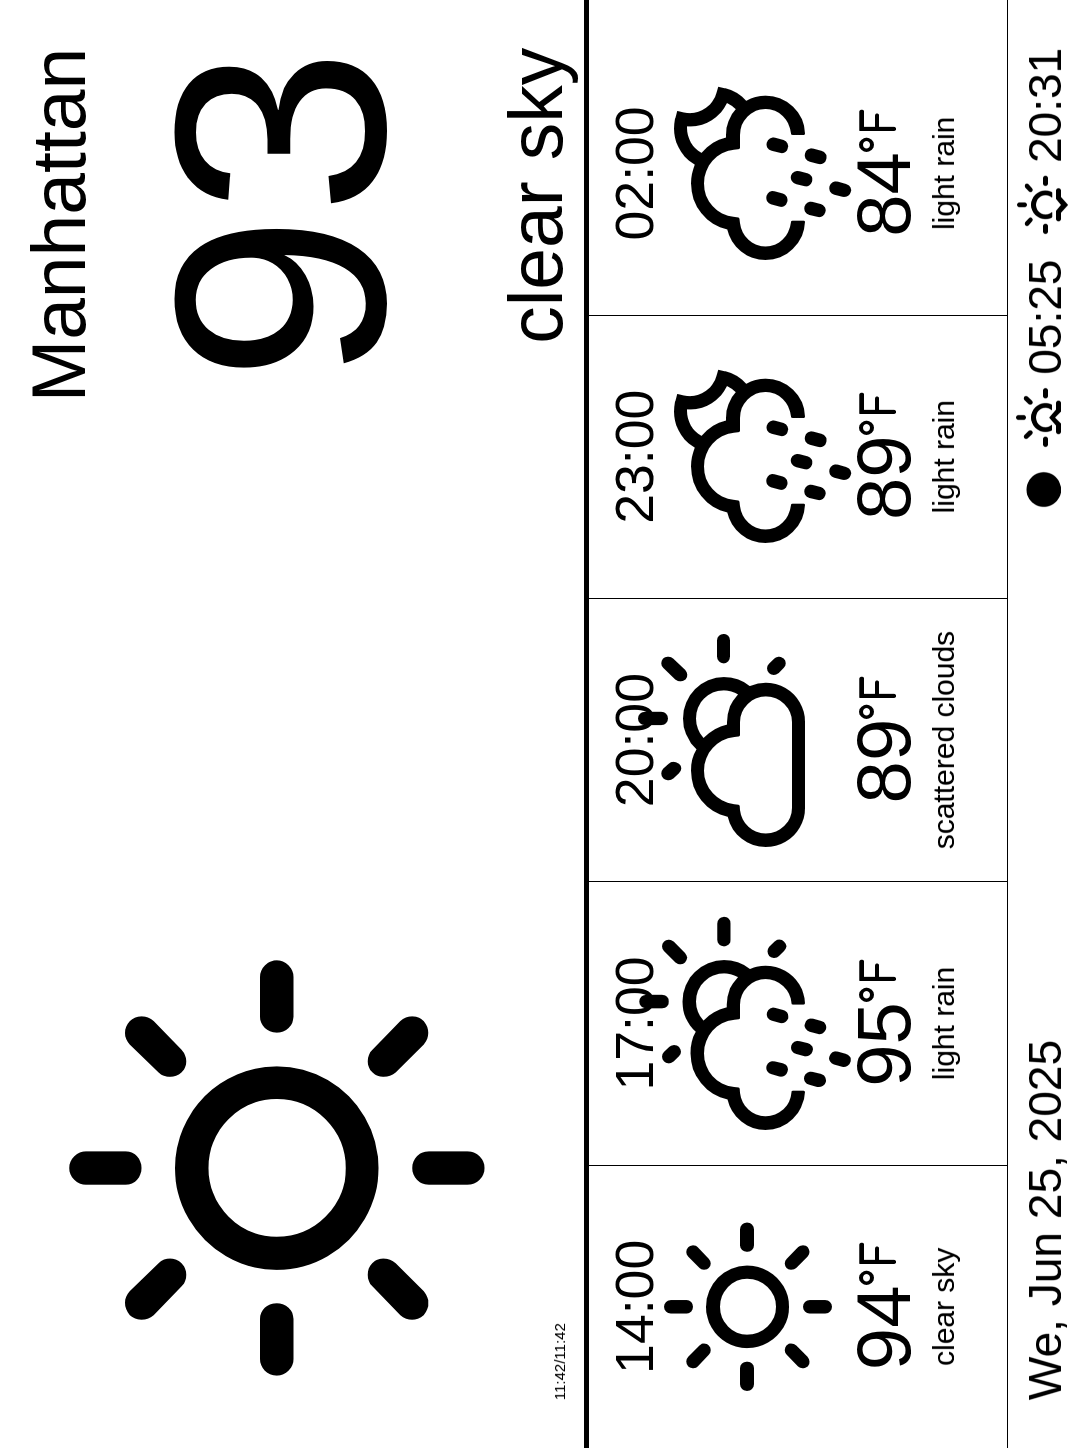 Manhattan
93
clear sky
11:42/11:42
14:00 17:00 20:00 23:00 02:00
94°F 95°F 89°F 89°F 84°F
clear sky light rain scattered clouds light rain light rain
We, Jun 25, 2025 05:25 20:31